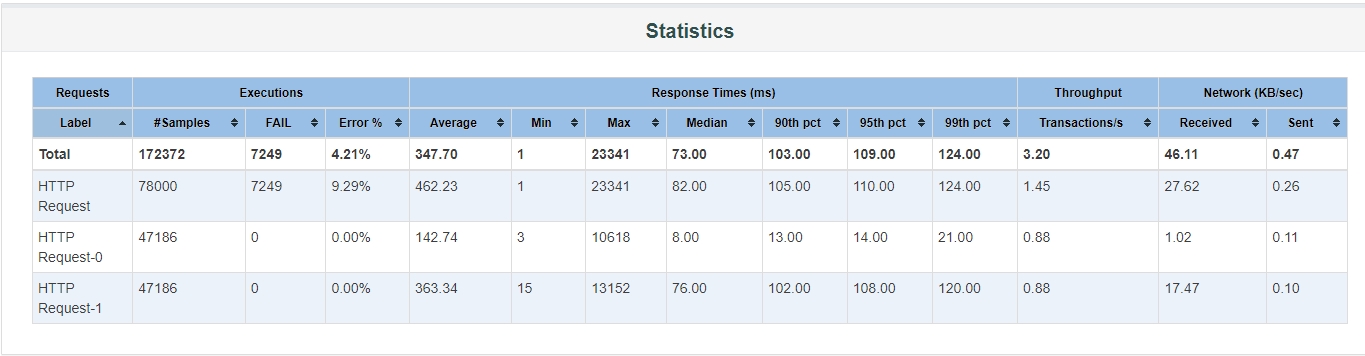 Statistics
Requests Executions Response Times (ms) Throughput Network (KB/sec)
Label #Samples FAIL Error % Average Min Max Median 90th pct 95th pct 99th pct Transactions/s Received Sent
Total 172372 7249 4.21% 347.70 1 23341 73.00 103.00 109.00 124.00 3.20 46.11 0.47
HTTP 78000 7249 9.29% 462.23 1 23341 82.00 105.00 110.00 124.00 1.45 27.62 0.26
Request
HTTP 47186 0 0.00% 142.74 3 10618 8.00 13.00 14.00 21.00 0.88 1.02 0.11
Request-0
HTTP 47186 0 0.00% 363.34 15 13152 76.00 102.00 108.00 120.00 0.88 17.47 0.10
Request-1